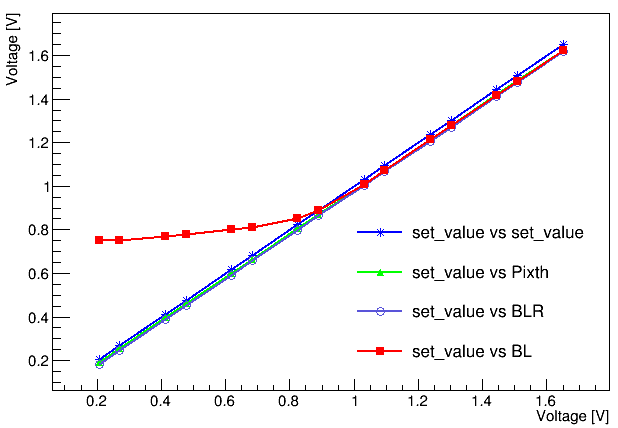 Voltage [V]
1.6
1.4
1.2
1
0.8
0.6
0.4
0.2
set_value vs set_value
set_value vs Pixth
set_value vs BLR
set_value vs BL
0.2 0.4 0.6 0.8 1 1.2 1.4 1.6
Voltage [V]